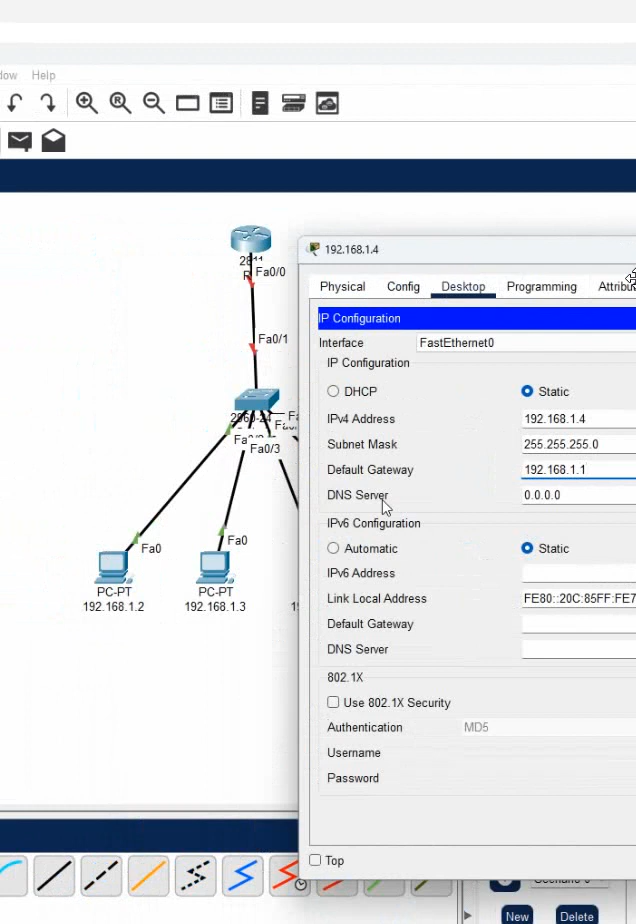 Help
2811
Fa0/0
Fa0/1
2960-24
Fa0/3
Fa0
Fa0
PC-PT
192.168.1.2
PC-PT
192.168.1.3
192.168.1.4
Physical Config Desktop Programming
IP Configuration
Interface FastEthernet0
IP Configuration
DHCP Static
IPv4 Address 192.168.1.4
Subnet Mask 255.255.255.0
Default Gateway 192.168.1.1
DNS Server 0.0.0.0
IPv6 Configuration
Automatic Static
IPv6 Address
Link Local Address FE80::20C:85FF:FE7
Default Gateway
DNS Server
802.1X
Use 802.1X Security
Authentication MD5
Username
Password
Top
New Delete